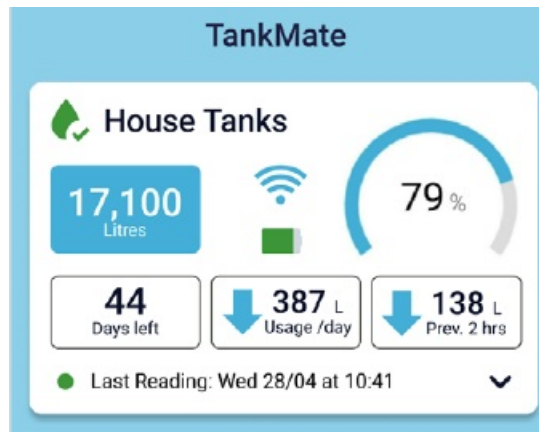 TankMate
House Tanks
17,100
Litres
79 %
44
Days left
387 L
Usage /day
138 L
Prev. 2 hrs
Last Reading: Wed 28/04 at 10:41